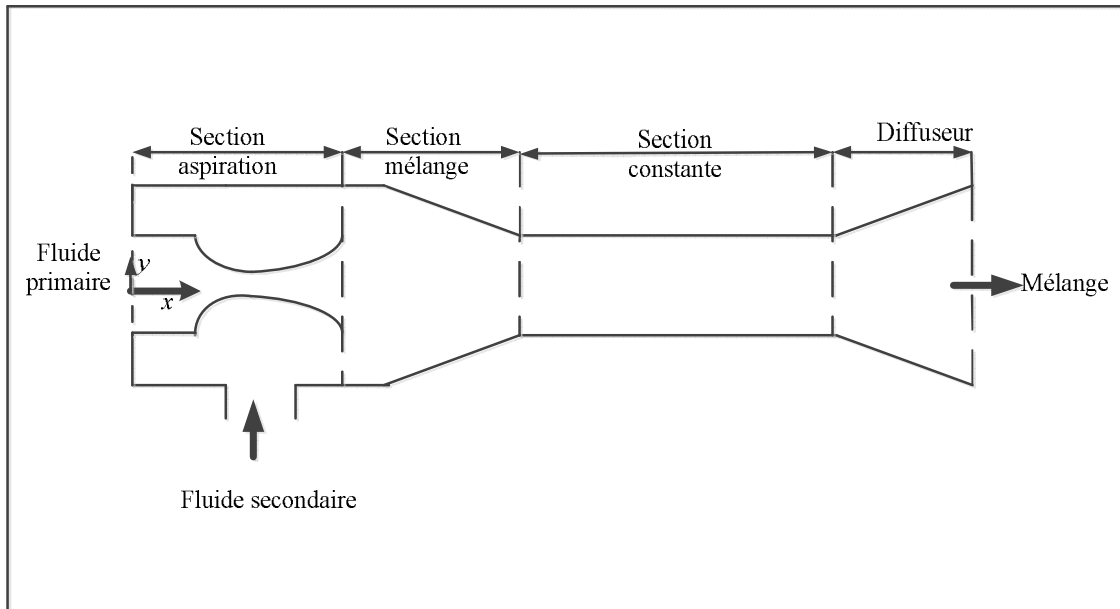 Section
aspiration
Section
mélange
Section
constante
Diffuseur
Fluide
primaire
y
x
Mélange
Fluide secondaire